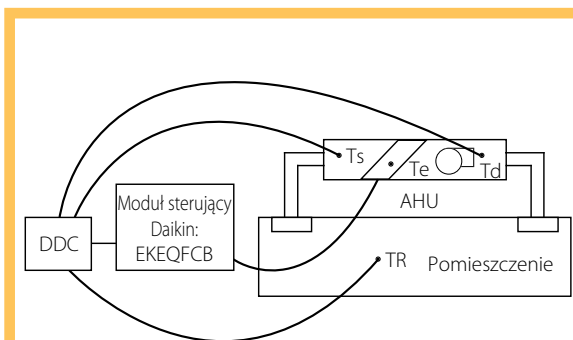 Ts
Te
Td
AHU
Moduł sterujący
Daikin:
EKEQFCB
DDC
TR
Pomieszczenie